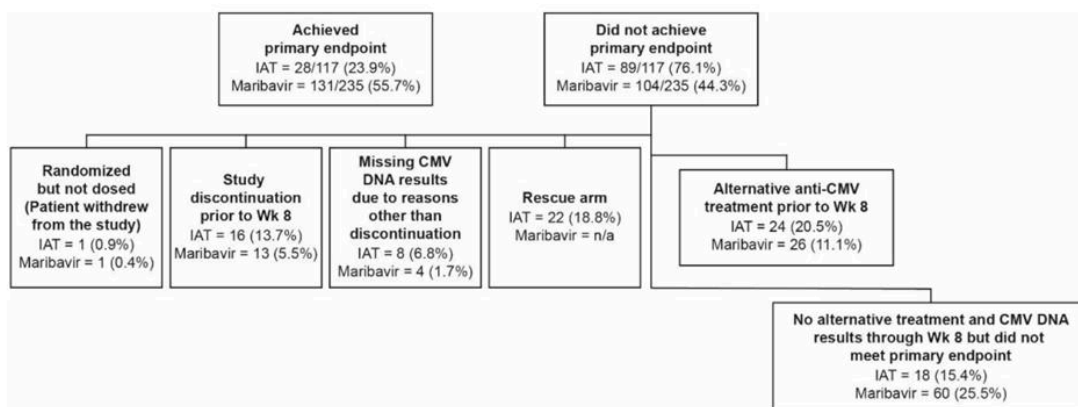 Achieved
primary endpoint
IAT = 28/117 (23.9%)
Maribavir = 131/235 (55.7%)
Did not achieve
primary endpoint
IAT = 89/117 (76.1%)
Maribavir = 104/235 (44.3%)
Randomized
but not dosed
(Patient withdrew
from the study)
IAT = 1 (0.9%)
Maribavir = 1 (0.4%)
Study
discontinuation
prior to Wk 8
IAT = 16 (13.7%)
Maribavir = 13 (5.5%)
Missing CMV
DNA results
due to reasons
other than
discontinuation
IAT = 8 (6.8%)
Maribavir = 4 (1.7%)
Rescue arm
IAT = 22 (18.8%)
Maribavir = n/a
Alternative anti-CMV
treatment prior to Wk 8
IAT = 24 (20.5%)
Maribavir = 26 (11.1%)
No alternative treatment and CMV DNA
results through Wk 8 but did not
meet primary endpoint
IAT = 18 (15.4%)
Maribavir = 60 (25.5%)